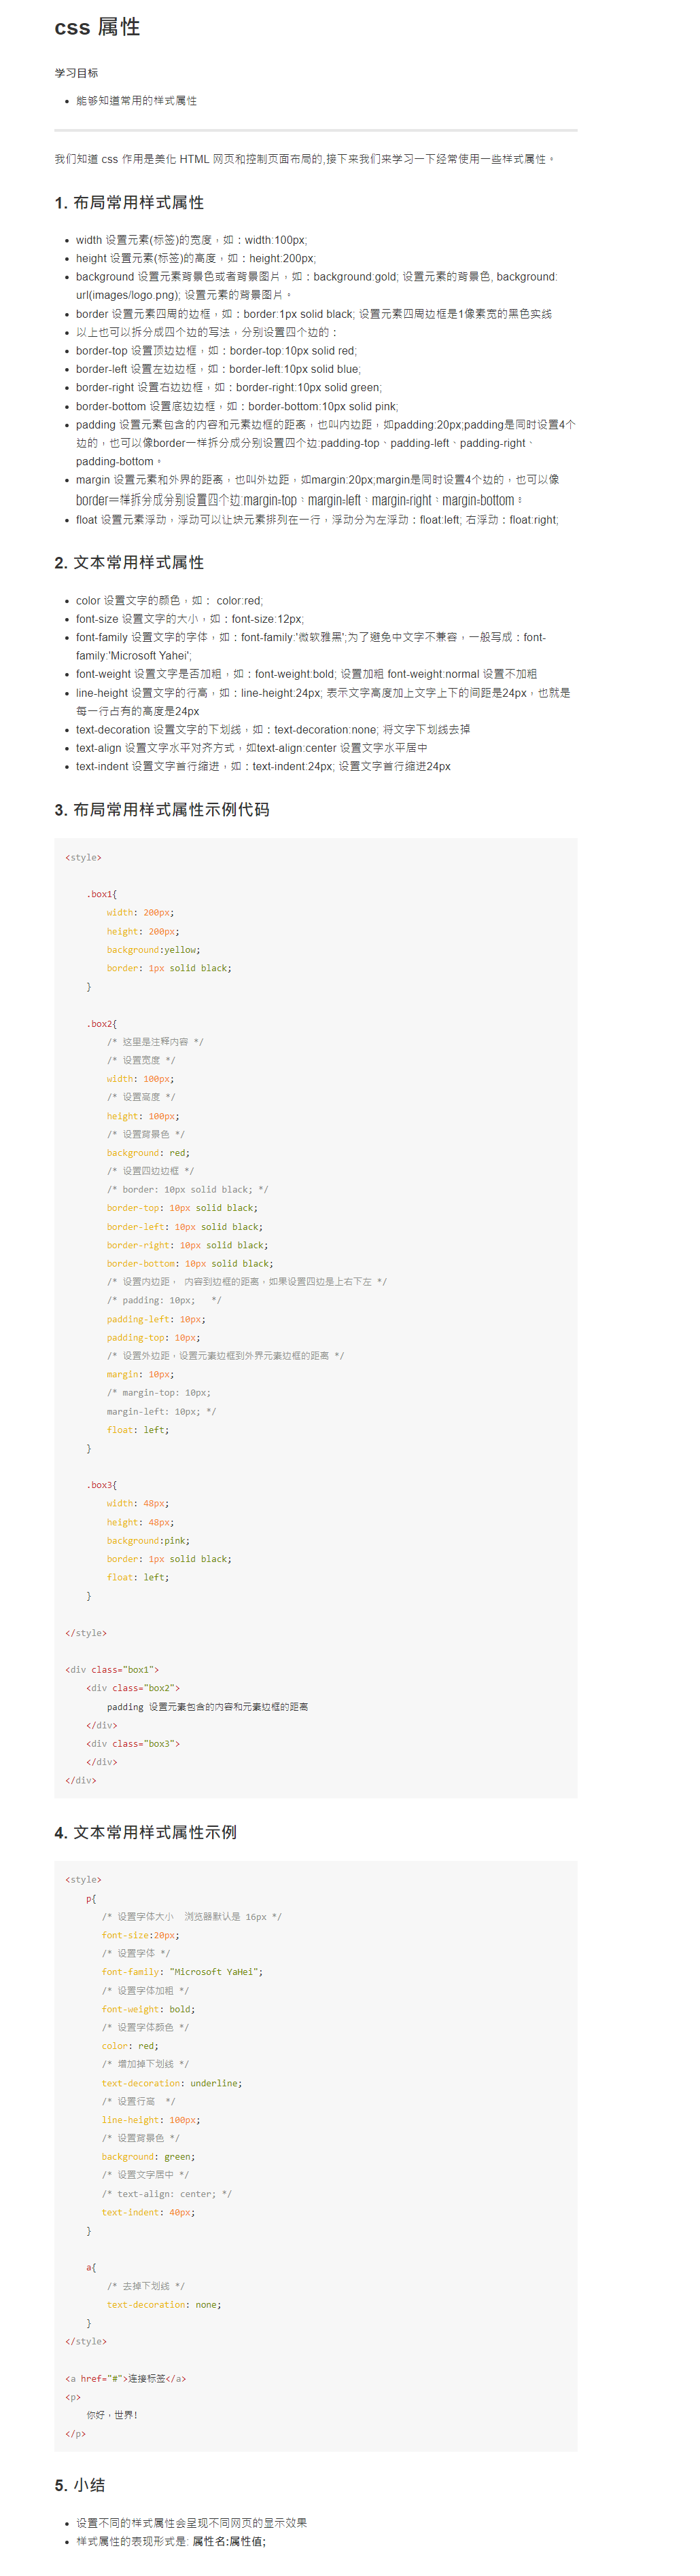 css 属性
学习目标
能够知道常用的样式属性
我们知道 css 作用是美化 HTML 网页和控制页面布局的,接下来我们来学习一下经常使用一些样式属性。
1. 布局常用样式属性
width 设置元素(标签)的宽度，如：width:100px;
height 设置元素(标签)的高度，如：height:200px;
background 设置元素背景色或者背景图片，如：background:gold; 设置元素的背景色, background:
url(images/logo.png); 设置元素的背景图片。
border 设置元素四周的边框，如：border:1px solid black; 设置元素四周边框是1像素宽的黑色实线
以上也可以拆分成四个边的写法，分别设置四个边的：
border-top 设置顶边边框，如：border-top:10px solid red;
border-left 设置左边边框，如：border-left:10px solid blue;
border-right 设置右边边框，如：border-right:10px solid green;
border-bottom 设置底边边框，如：border-bottom:10px solid pink;
padding 设置元素包含的内容和元素边框的距离，也叫内边距，如padding:20px;padding是同时设置4个
边的，也可以像border一样拆分成分别设置四个边:padding-top、padding-left、padding-right、
padding-bottom。
margin 设置元素和外界的距离，也叫外边距，如margin:20px;margin是同时设置4个边的，也可以像
border一样拆分成分别设置四个边:margin-top、margin-left、margin-right、margin-bottom。
float 设置元素浮动，浮动可以让块元素排列在一行，浮动分为左浮动：float:left; 右浮动：float:right;
2. 文本常用样式属性
color 设置文字的颜色，如： color:red;
font-size 设置文字的大小，如：font-size:12px;
font-family 设置文字的字体，如：font-family:'微软雅黑';为了避免中文字不兼容，一般写成：font-
family:'Microsoft Yahei';
font-weight 设置文字是否加粗，如：font-weight:bold; 设置加粗 font-weight:normal 设置不加粗
line-height 设置文字的行高，如：line-height:24px; 表示文字高度加上文字上下的间距是24px，也就是
每一行占有的高度是24px
text-decoration 设置文字的下划线，如：text-decoration:none; 将文字下划线去掉
text-align 设置文字水平对齐方式，如text-align:center 设置文字水平居中
text-indent 设置文字首行缩进，如：text-indent:24px; 设置文字首行缩进24px
3. 布局常用样式属性示例代码
<style>
.box1{
width: 200px;
height: 200px;
background:yellow;
border: 1px solid black;
}
.box2{
/* 这里是注释内容 */
/* 设置宽度 */
width: 100px;
/* 设置高度 */
height: 100px;
/* 设置背景色 */
background: red;
/* 设置四边边框 */
/* border: 10px solid black; */
border-top: 10px solid black;
border-left: 10px solid black;
border-right: 10px solid black;
border-bottom: 10px solid black;
/* 设置内边距， 内容到边框的距离，如果设置四边是上右下左 */
/* padding: 10px;   */
padding-left: 10px;
padding-top: 10px;
/* 设置外边距，设置元素边框到外界元素边框的距离 */
margin: 10px;
/* margin-top: 10px;
margin-left: 10px; */
float: left;
}
.box3{
width: 48px;
height: 48px;
background:pink;
border: 1px solid black;
float: left;
}
</style>
<div class="box1">
<div class="box2">
padding 设置元素包含的内容和元素边框的距离
</div>
<div class="box3">
</div>
</div>
4. 文本常用样式属性示例
<style>
p{
/* 设置字体大小  浏览器默认是 16px */
font-size:20px;
/* 设置字体 */
font-family: "Microsoft YaHei";
/* 设置字体加粗 */
font-weight: bold;
/* 设置字体颜色 */
color: red;
/* 增加掉下划线 */
text-decoration: underline;
/* 设置行高  */
line-height: 100px;
/* 设置背景色 */
background: green;
/* 设置文字居中 */
/* text-align: center; */
text-indent: 40px;
}
a{
/* 去掉下划线 */
text-decoration: none;
}
</style>
<a href="#">连接标签</a>
<p>
你好，世界!
</p>
5. 小结
设置不同的样式属性会呈现不同网页的显示效果
样式属性的表现形式是: 属性名:属性值;